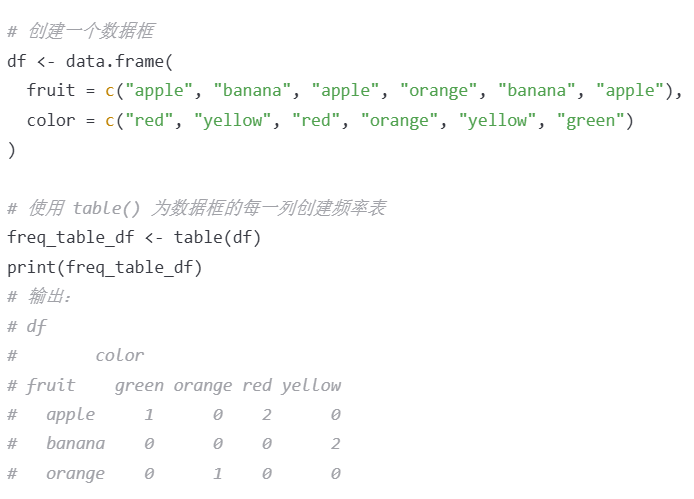 # 创建一个数据框
df <- data.frame(
  fruit = c("apple", "banana", "apple", "orange", "banana", "apple"),
  color = c("red", "yellow", "red", "orange", "yellow", "green")
)

# 使用 table() 为数据框的每一列创建频率表
freq_table_df <- table(df)
print(freq_table_df)
# 输出：
# df
#        color
# fruit    green orange red yellow
#   apple     1      0    2      0
#   banana    0      0    0      2
#   orange    0      1    0      0